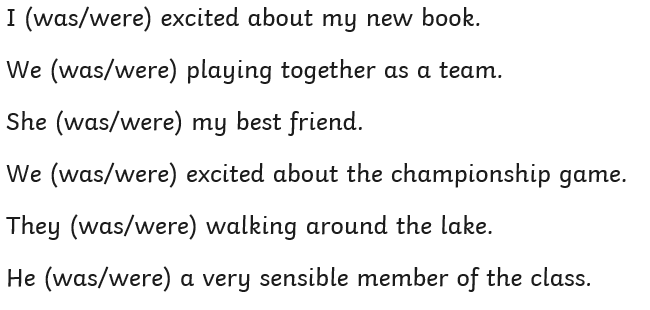 I (was/were) excited about my new book.
We (was/were) playing together as a team.
She (was/were) my best friend.
We (was/were) excited about the championship game.
They (was/were) walking around the lake.
He (was/were) a very sensible member of the class.